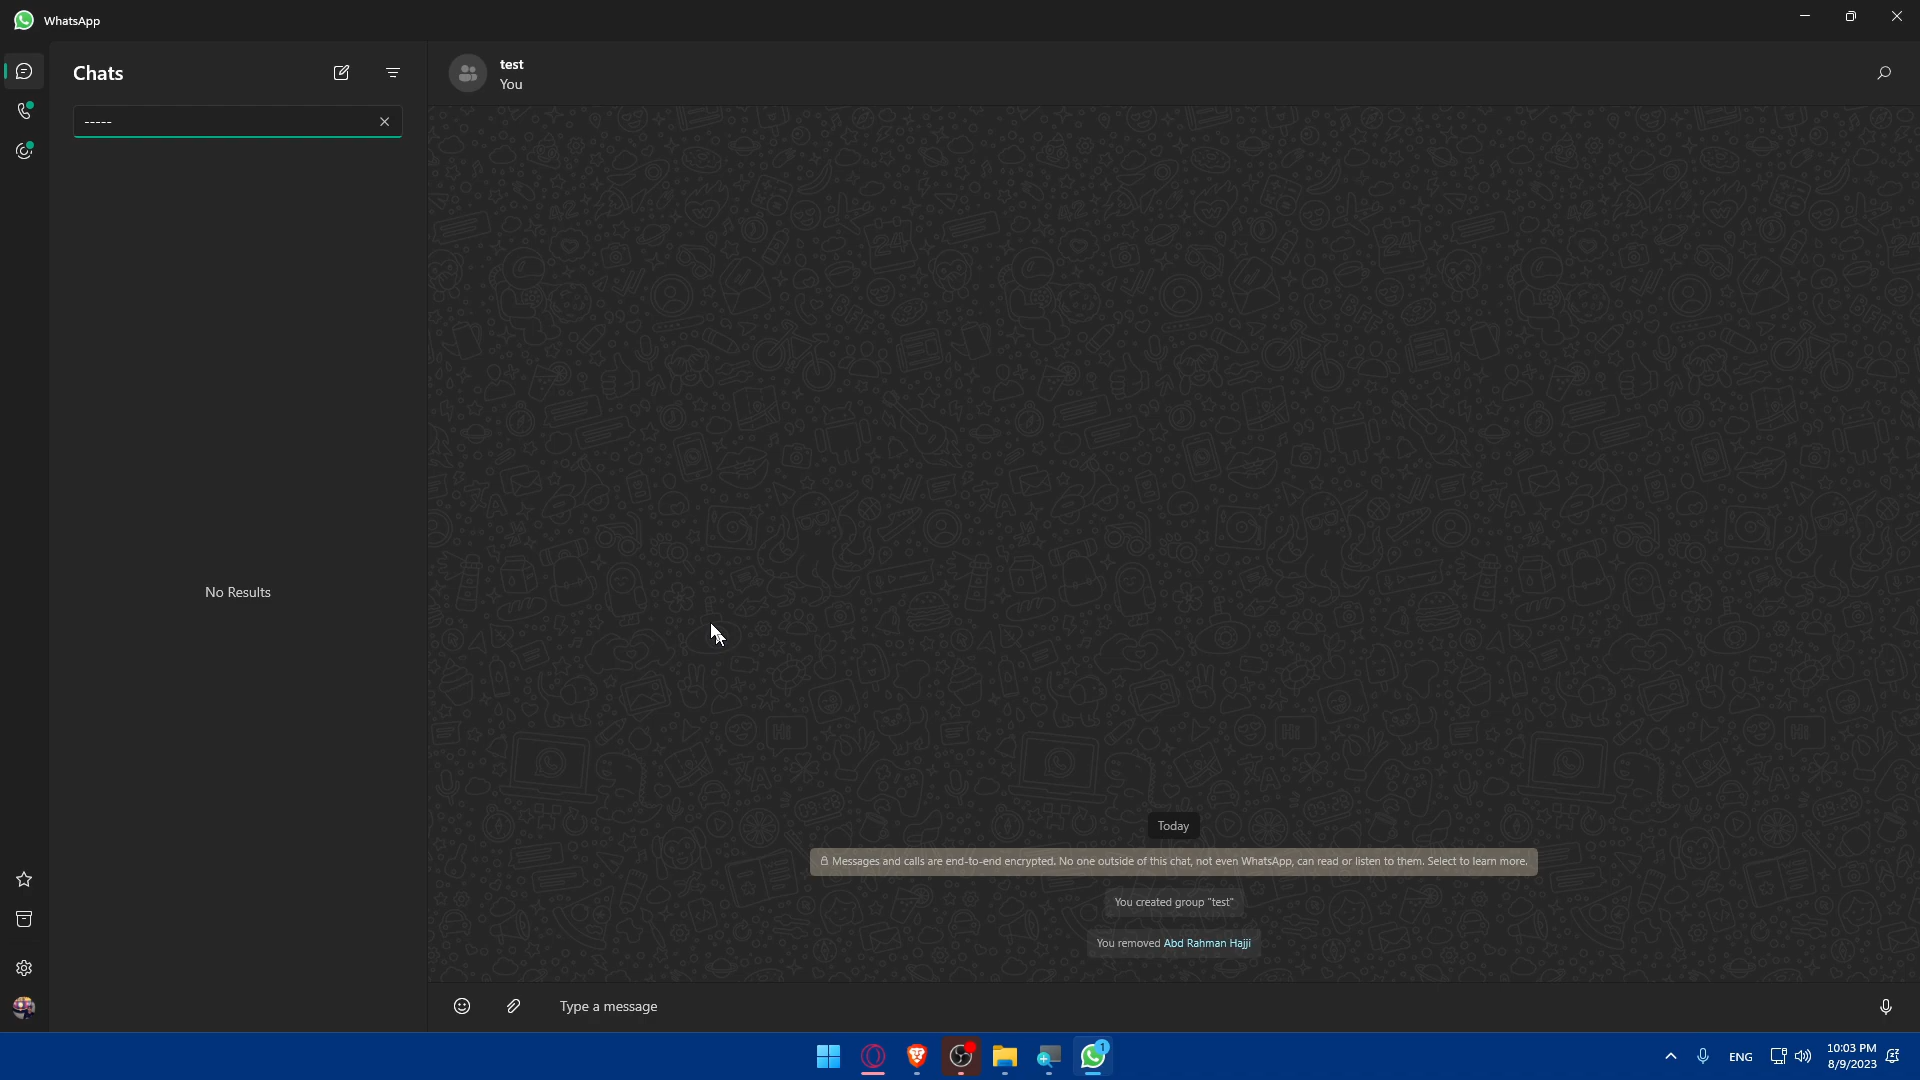 WhatsApp
Chats
-----
No Results
test
You
Today
Messages and calls are end-to-end encrypted. No one outside of this chat, not even WhatsApp, can read or listen to them. Select to learn more.
You created group "test"
You removed Abd Rahman Hajji
Type a message
1
ENG
10:03 PM
8/9/2023